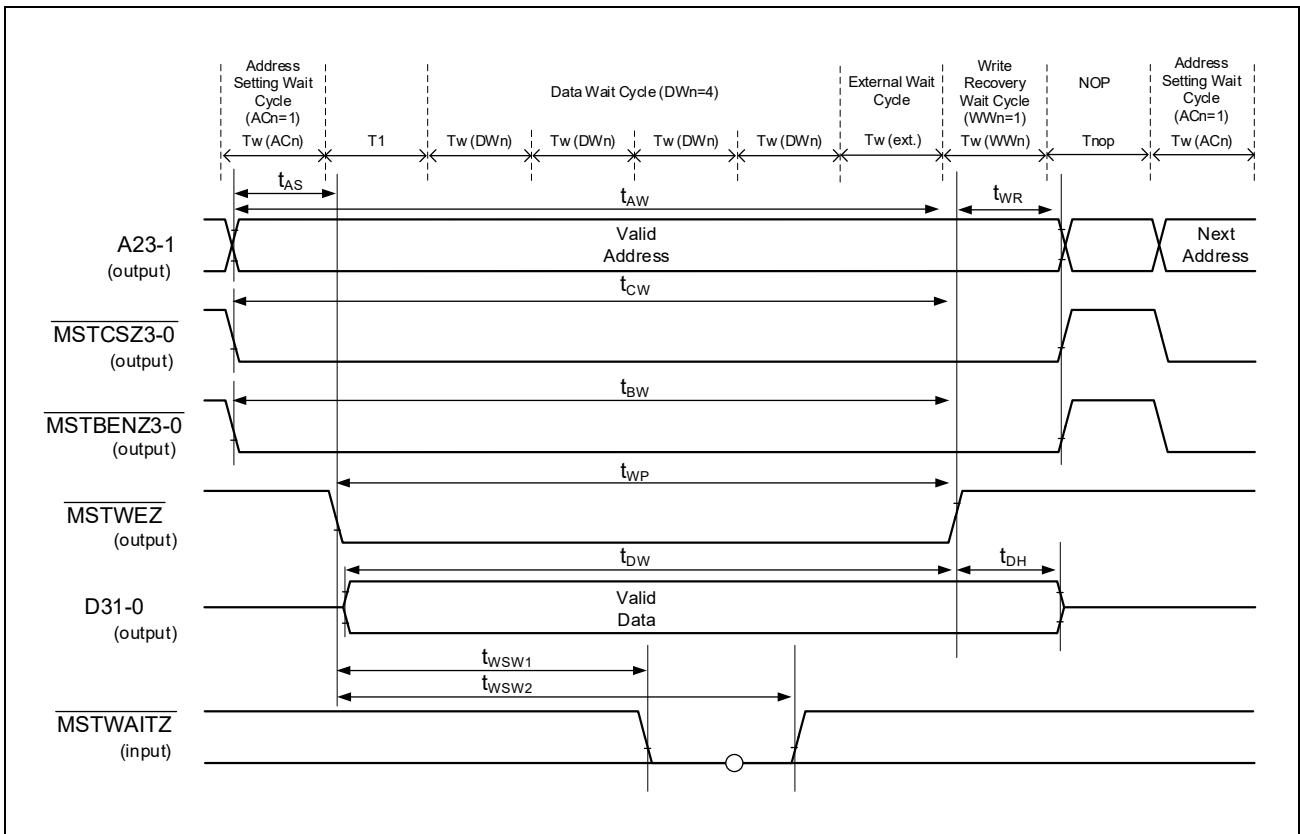 Address
Setting Wait
Cycle
(ACn=1)
Data Wait Cycle (DWn=4)
External Wait
Cycle
Write
Recovery
Wait Cycle
(WWn=1)
NOP
Address
Setting Wait
Cycle
(ACn=1)
Tw (ACn) T1 Tw (DWn) Tw (DWn) Tw (DWn) Tw (DWn) Tw (ext.) Tw (WWn) Tnop Tw (ACn)
tAS
tAW
tWR
A23-1
(output)
Valid
Address
Next
Address
tCW
MSTCSZ3-0
(output)
tBW
MSTBENZ3-0
(output)
tWP
MSTWEZ
(output)
tDW
tDH
D31-0
(output)
Valid
Data
tWSW1
tWSW2
MSTWAITZ
(input)